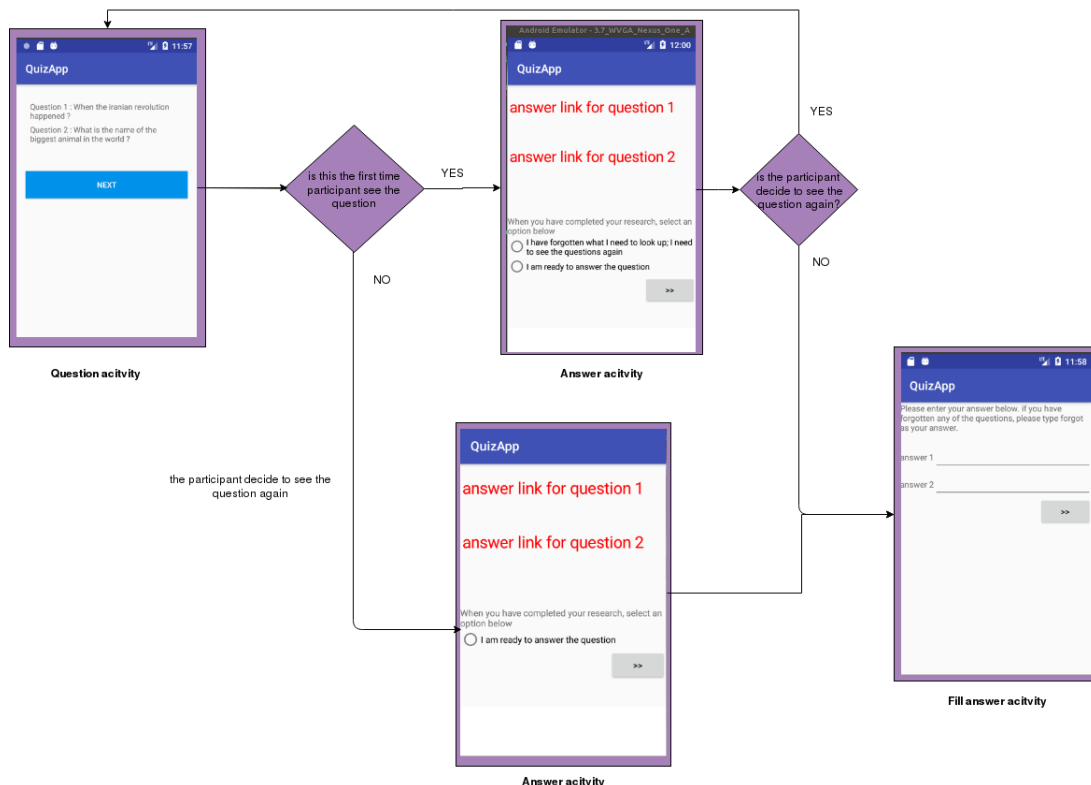 11:57
QuizApp
Question 1 : When the iranian revolution
happened ?
Question 2 : What is the name of the
biggest animal in the world ?
NEXT
Question acitvity
is this the first time
participant see the
question
YES
NO
the participant decide to see the
question again
Android Emulator - 3.7_WVGA_Nexus_One_A
12:00
QuizApp
answer link for question 1
answer link for question 2
When you have completed your research, select an
option below
I have forgotten what I need to look up; I need
to see the questions again
I am ready to answer the question
>>
Answer acitvity
is the participant
decide to see the
question again?
YES
NO
QuizApp
answer link for question 1
answer link for question 2
When you have completed your research, select an
option below
I am ready to answer the question
>>
Answer acitvity
11:58
QuizApp
Please enter your answer below. if you have
forgotten any of the questions, please type forgot
as your answer.
answer 1
answer 2
>>
Fill answer acitvity